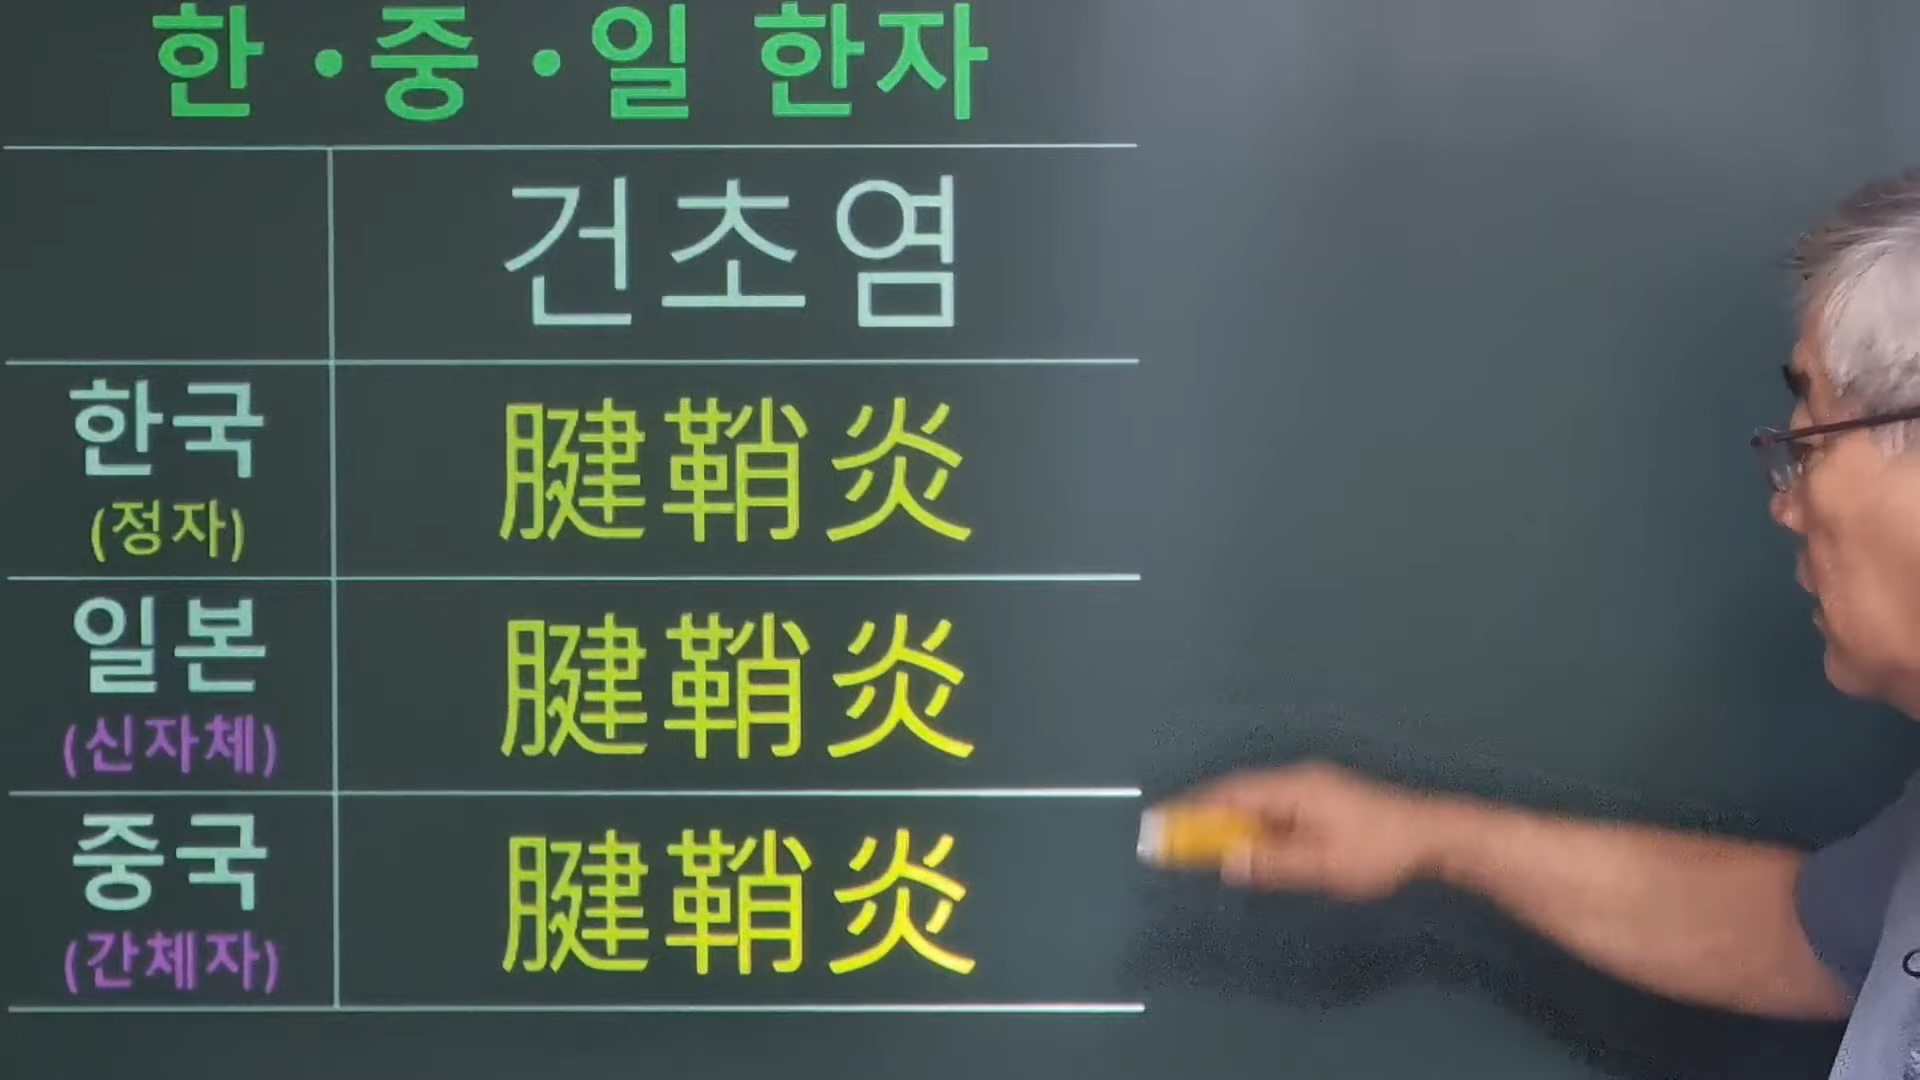 한·중·일 한자
건초염
한국 腱鞘炎
(정자)
일본 腱鞘炎
(신자체)
중국 腱鞘炎
(간체자)